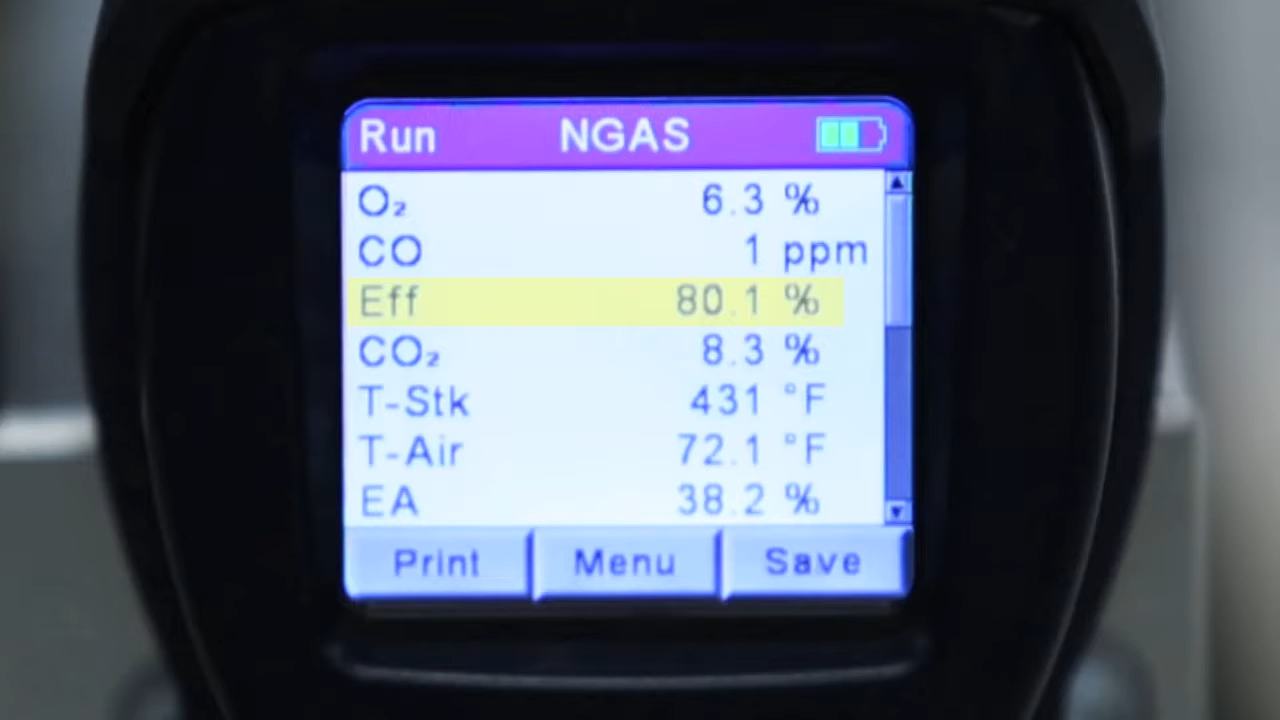 Run NGAS
O₂ 6.3 %
CO 1 ppm
Eff 80.1 %
CO₂ 8.3 %
T-Stk 431 °F
T-Air 72.1 °F
EA 38.2 %
Print Menu Save